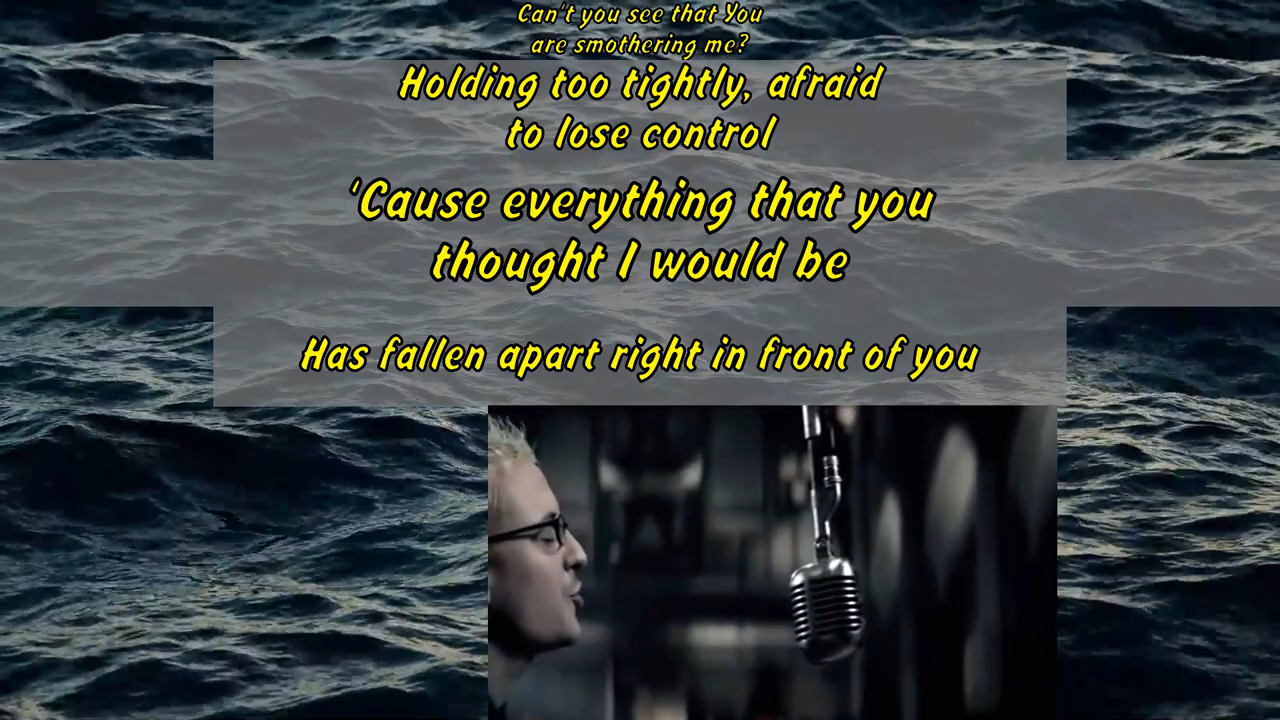 Can't you see that You
are smothering me?
Holding too tightly, afraid
to lose control
'Cause everything that you
thought I would be
Has fallen apart right in front of you